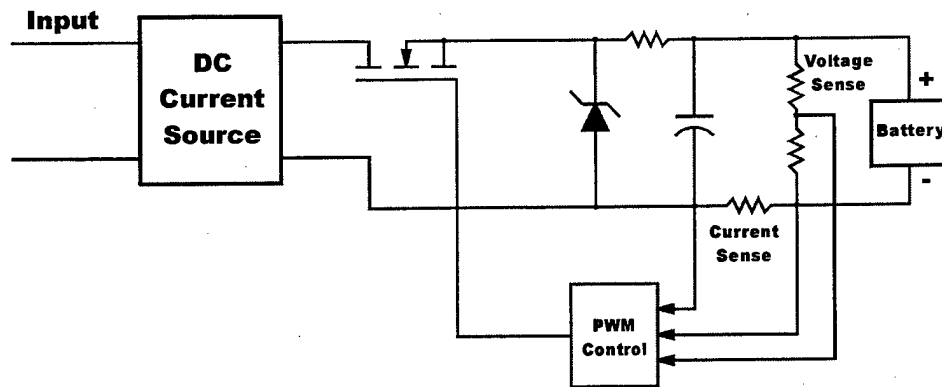 Input
DC
Current
Source
Voltage
Sense
+
Battery
-
Current
Sense
PWM
Control